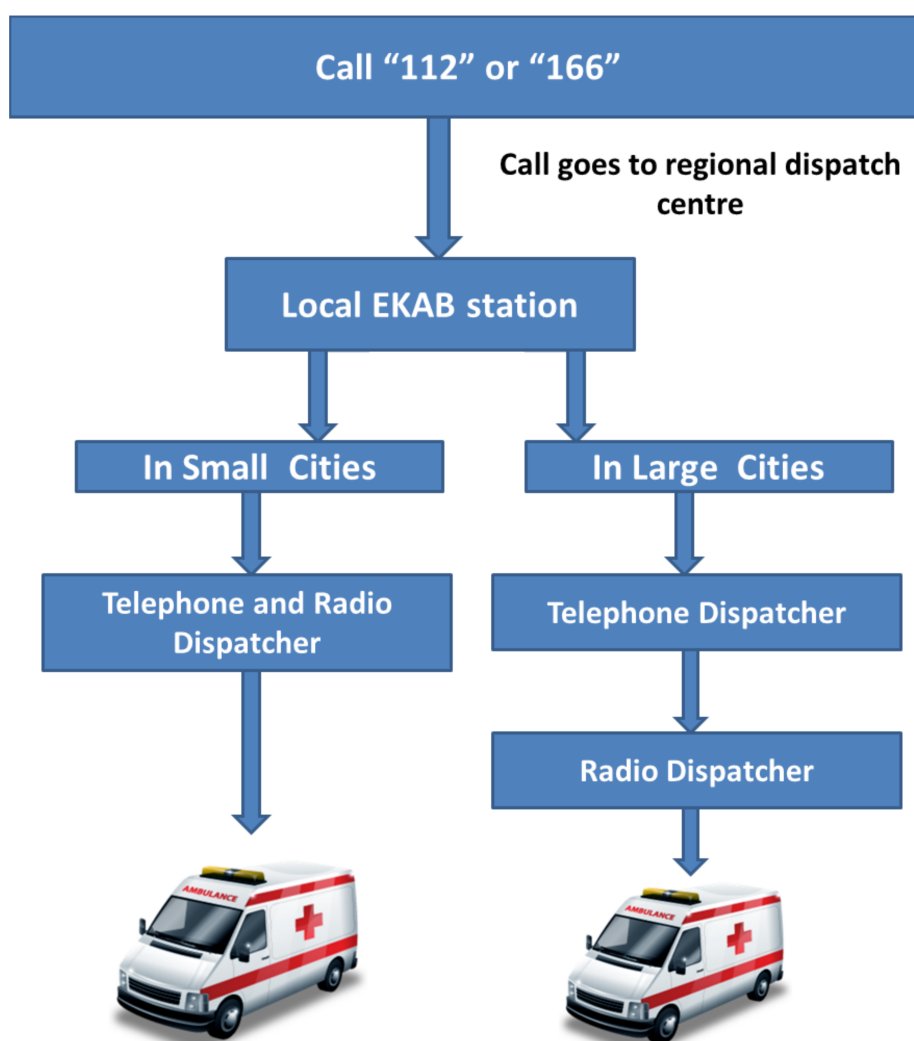 Call “112” or “166”
Call goes to regional dispatch
centre
Local EKAB station
In Small  Cities
In Large  Cities
Telephone and Radio
Dispatcher
Telephone Dispatcher
Radio Dispatcher
AMBULANCE
AMBULANCE